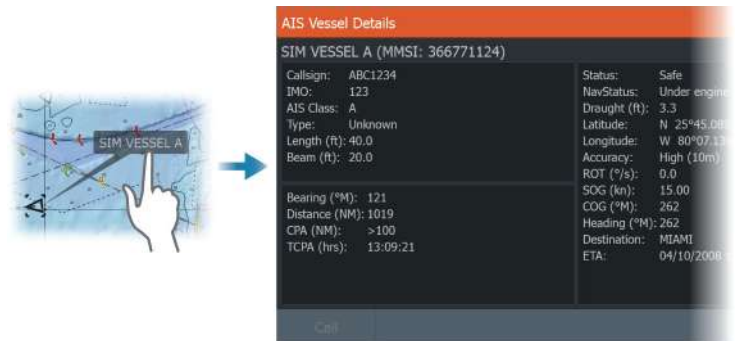 SIM VESSEL A
AIS Vessel Details
SIM VESSEL A (MMSI: 366771124)
Callsign: ABC1234
IMO: 123
AIS Class: A
Type: Unknown
Length (ft): 40.0
Beam (ft): 20.0
Bearing (°M): 121
Distance (NM): 1019
CPA (NM): >100
TCPA (hrs): 13:09:21
Status: Safe
NavStatus: Under engine
Draught (ft): 3.3
Latitude: N 25°45.08
Longitude: W 80°07.13
Accuracy: High (10m)
ROT (°/s): 0.0
SOG (kn): 15.00
COG (°M): 262
Heading (°M): 262
Destination: MIAMI
ETA: 04/10/2008
Call